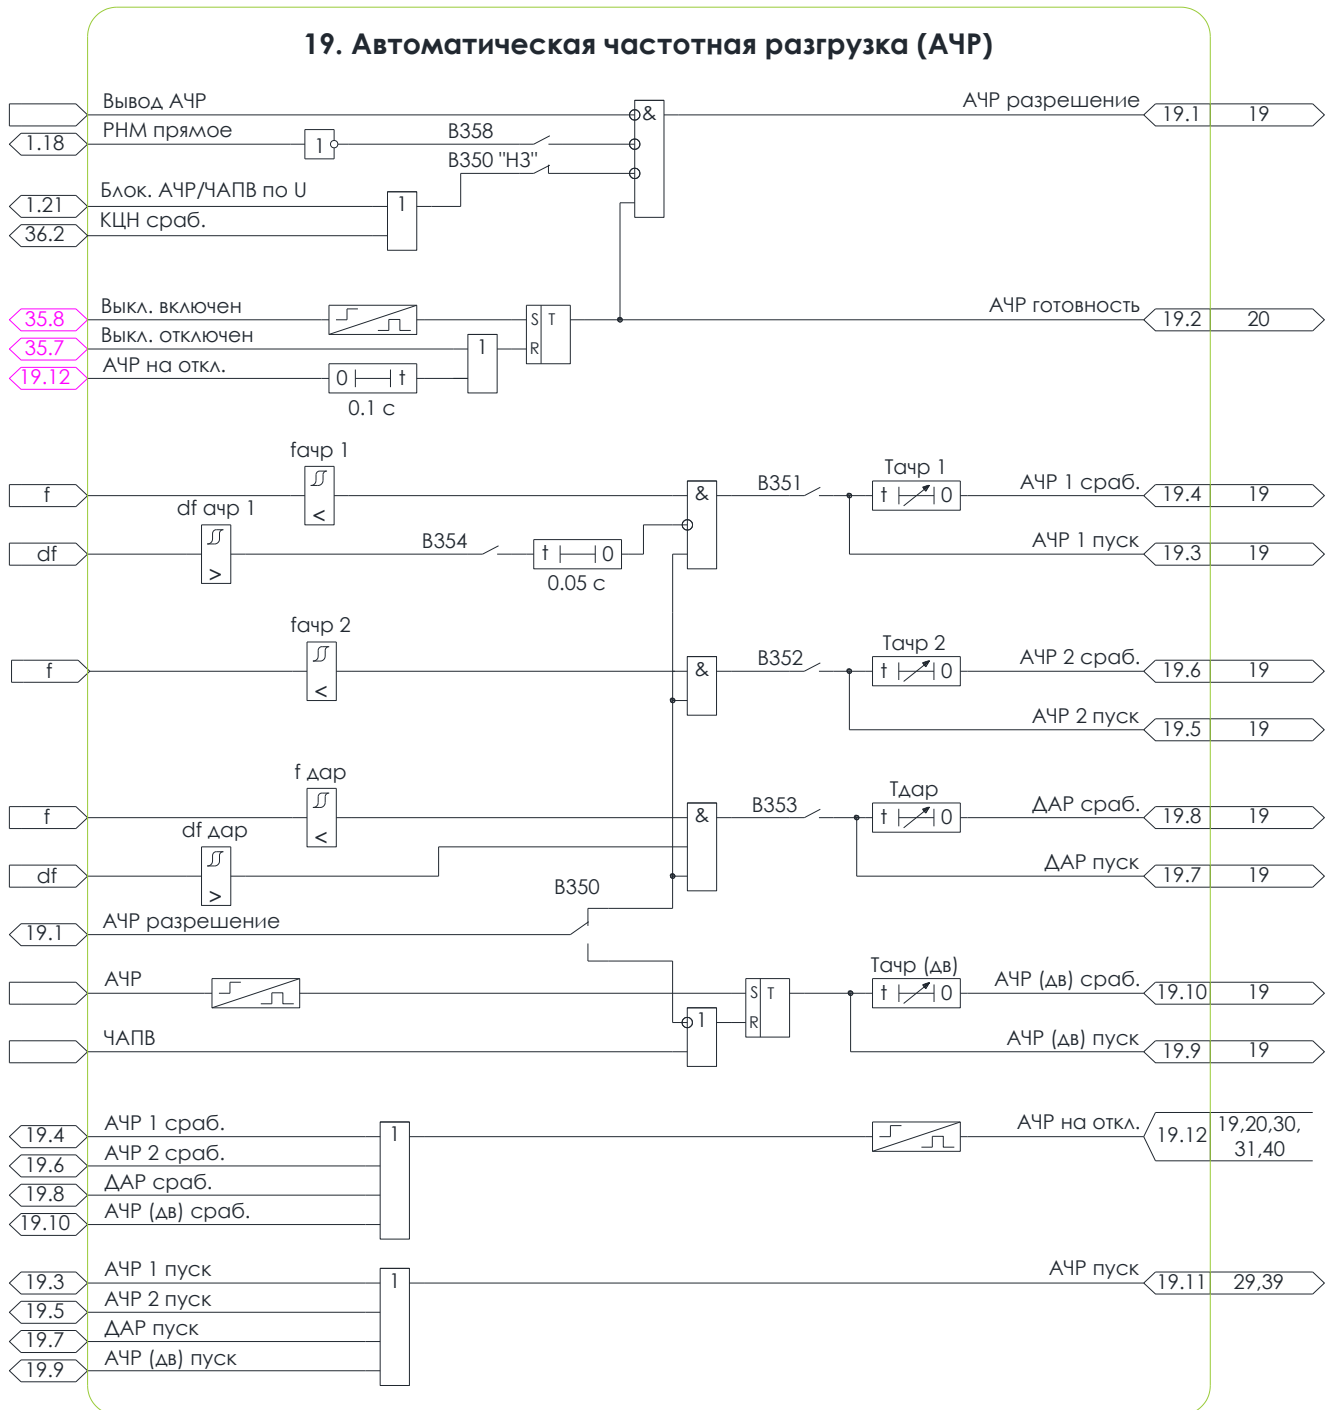 19. Автоматическая частотная разгрузка (АЧР)
Вывод АЧР
&
АЧР разрешение
19.1 19
1.18
РНМ прямое
1
В358
В350 "НЗ"
1.21
Блок. АЧР/ЧАПВ по U
1
36.2
КЦН сраб.
35.8
Выкл. включен
S T
R
АЧР готовность
19.2 20
35.7
Выкл. отключен
1
19.12
АЧР на откл.
0 t
0.1 с
fачр 1
f
<
&
В351
Тачр 1
t 0
АЧР 1 сраб.
19.4 19
df ачр 1
df
>
В354
t 0
0.05 с
АЧР 1 пуск
19.3 19
fачр 2
f
<
&
В352
Тачр 2
t 0
АЧР 2 сраб.
19.6 19
АЧР 2 пуск
19.5 19
f дар
f
<
&
В353
Тдар
t 0
ДАР сраб.
19.8 19
df дар
df
>
ДАР пуск
19.7 19
В350
19.1
АЧР разрешение
АЧР
S T
R
Тачр (дв)
t 0
АЧР (дв) сраб.
19.10 19
ЧАПВ
1
АЧР (дв) пуск
19.9 19
19.4
АЧР 1 сраб.
1
АЧР на откл.
19.12
19,20,30,
31,40
19.6
АЧР 2 сраб.
19.8
ДАР сраб.
19.10
АЧР (дв) сраб.
19.3
АЧР 1 пуск
1
АЧР пуск
19.11 29,39
19.5
АЧР 2 пуск
19.7
ДАР пуск
19.9
АЧР (дв) пуск